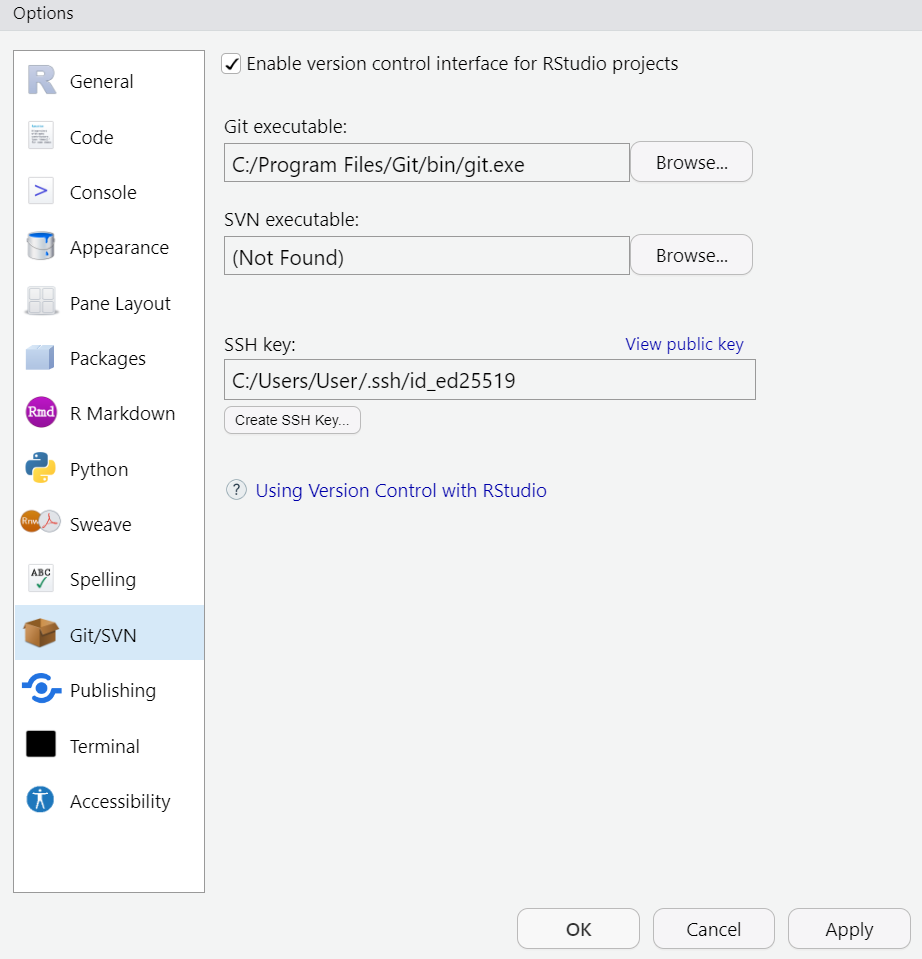 Options
General
Code
Console
Appearance
Pane Layout
Packages
Rmd R Markdown
Python
Rnw Sweave
ABC Spelling
Git/SVN
Publishing
Terminal
Accessibility
Enable version control interface for RStudio projects
Git executable:
C:/Program Files/Git/bin/git.exe Browse...
SVN executable:
(Not Found) Browse...
SSH key: View public key
C:/Users/User/.ssh/id_ed25519
Create SSH Key...
? Using Version Control with RStudio
OK Cancel Apply